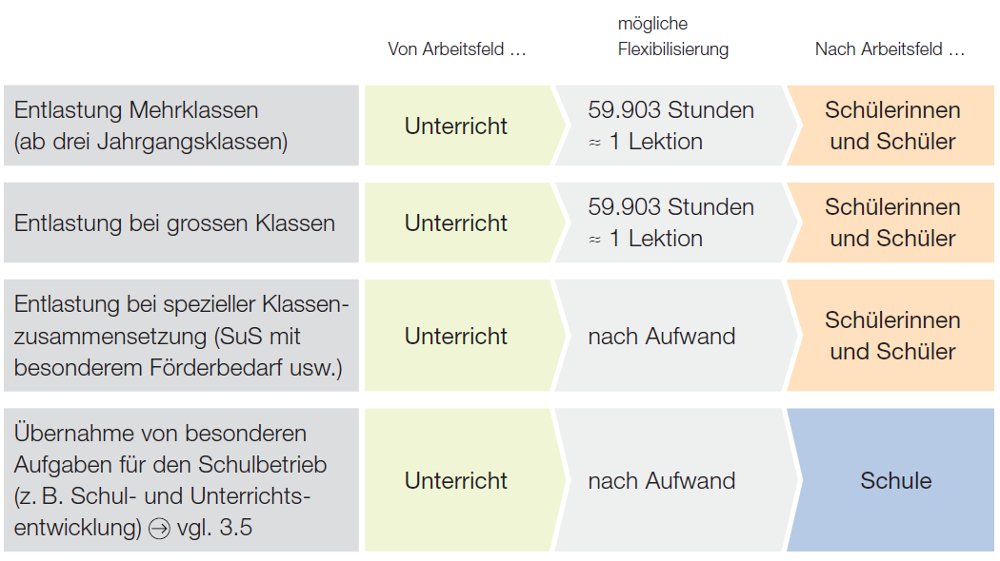 mögliche
Von Arbeitsfeld … Flexibilisierung Nach Arbeitsfeld …
Entlastung Mehrklassen
(ab drei Jahrgangsklassen)
Unterricht
59.903 Stunden
≈ 1 Lektion
Schülerinnen
und Schüler
Entlastung bei grossen Klassen
Unterricht
59.903 Stunden
≈ 1 Lektion
Schülerinnen
und Schüler
Entlastung bei spezieller Klassen-
zusammensetzung (SuS mit
besonderem Förderbedarf usw.)
Unterricht
nach Aufwand
Schülerinnen
und Schüler
Übernahme von besonderen
Aufgaben für den Schulbetrieb
(z. B. Schul- und Unterrichts-
entwicklung) → vgl. 3.5
Unterricht
nach Aufwand
Schule